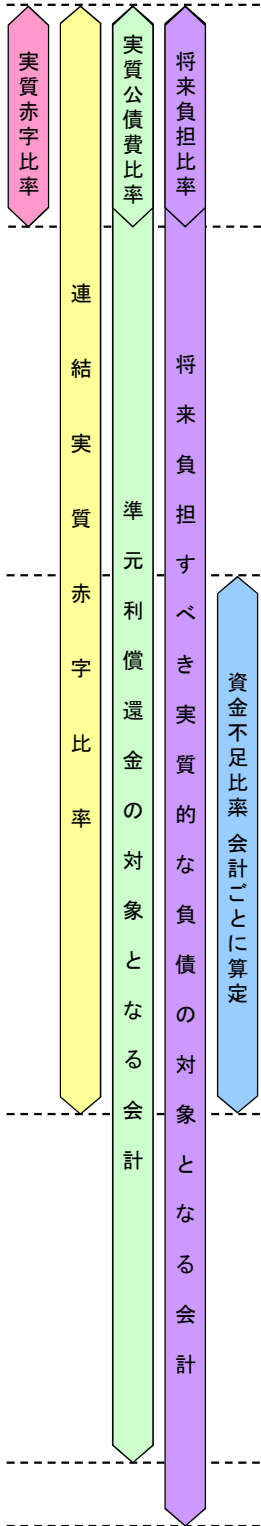 実質赤字比率
連結実質赤字比率
実質公債費比率
準元利償還金の対象となる会計
将来負担比率
将来負担すべき実質的な負債の対象となる会計
資金不足比率 会計ごとに算定